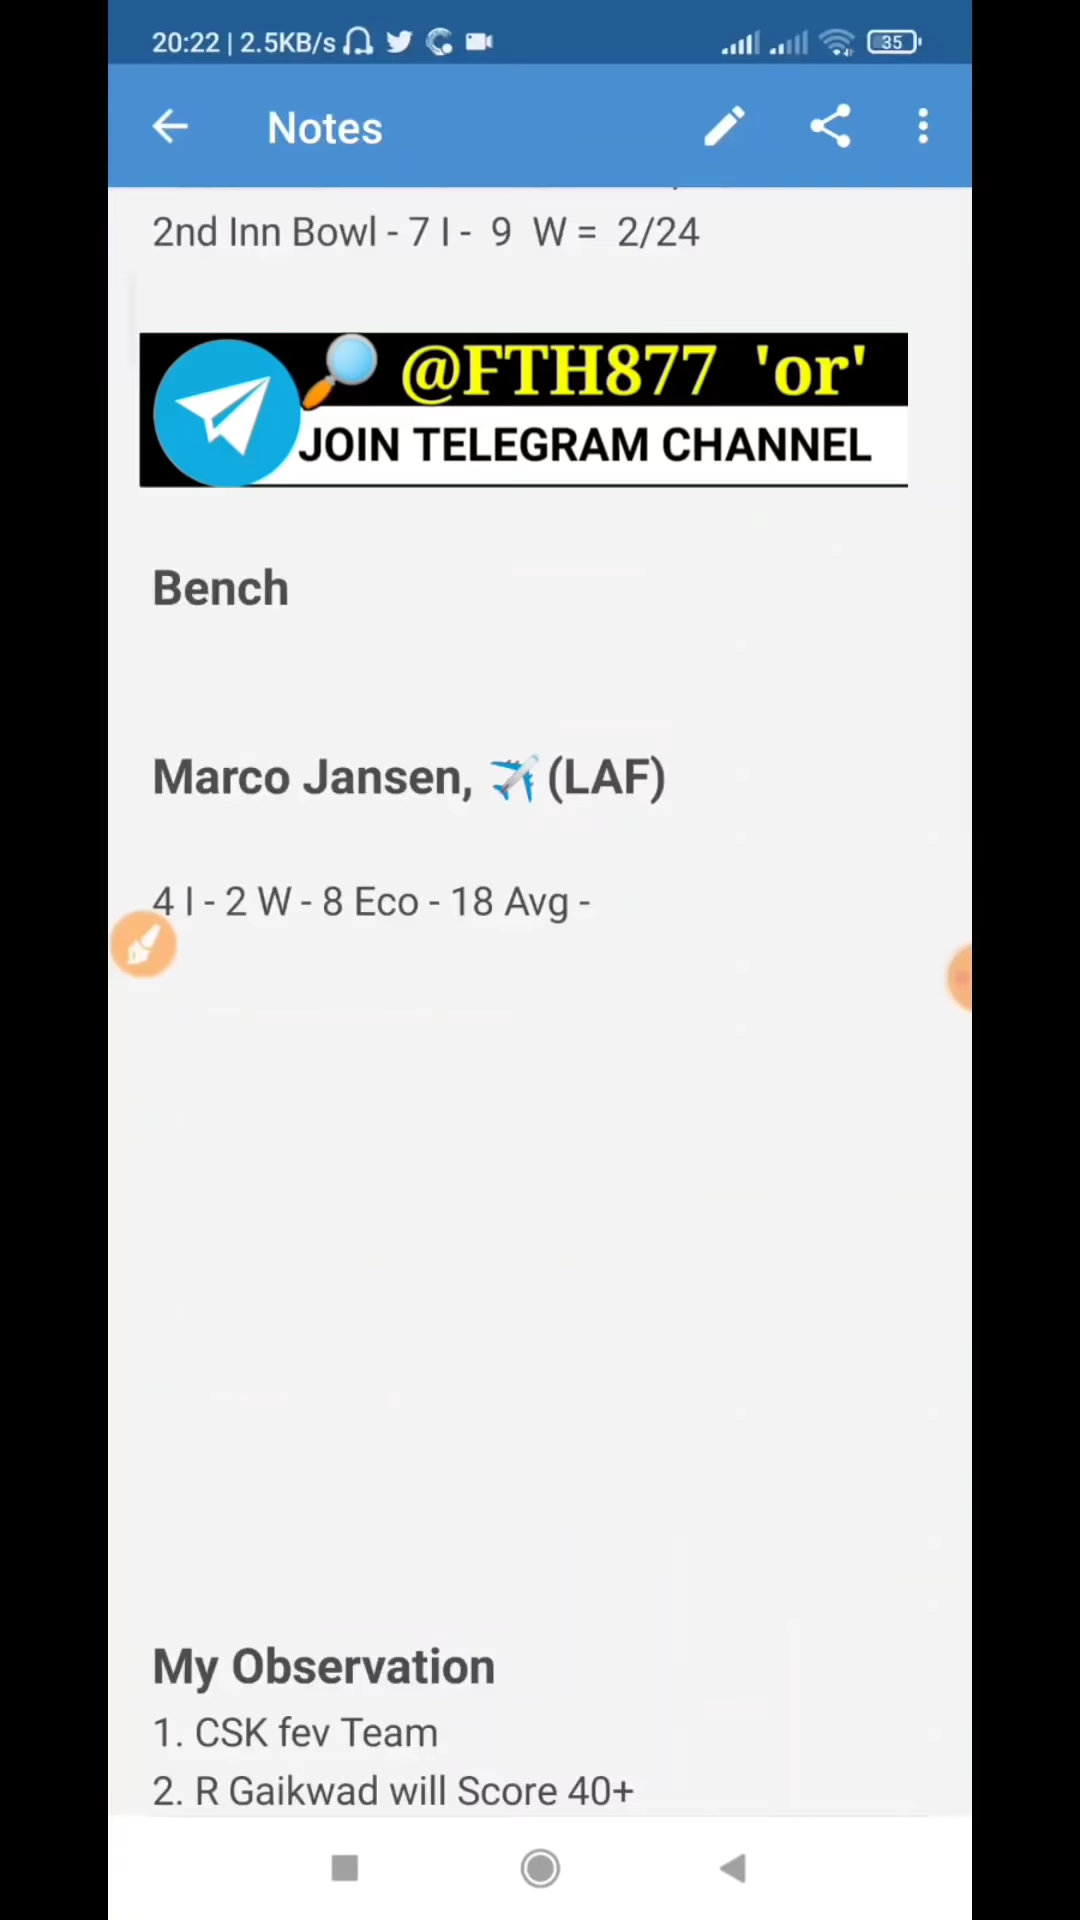 20:22 | 2.5KB/s 35
Notes
2nd Inn Bowl - 7 I - 9 W = 2/24
@FTH877 'or'
JOIN TELEGRAM CHANNEL
Bench
Marco Jansen, ✈️ (LAF)
4 I - 2 W - 8 Eco - 18 Avg -
My Observation
1. CSK fev Team
2. R Gaikwad will Score 40+